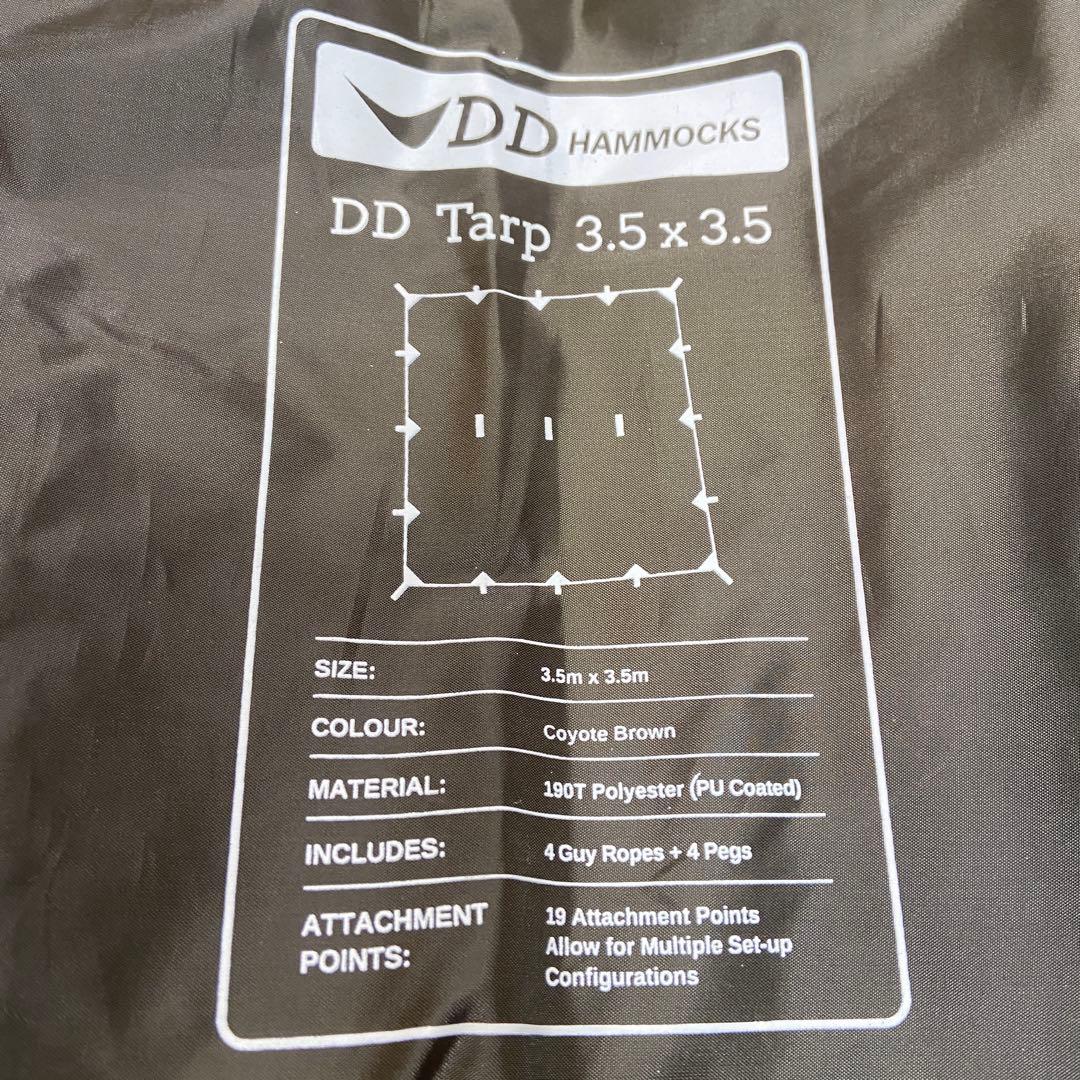 DD HAMMOCKS
DD Tarp 3.5 x 3.5
SIZE: 3.5m x 3.5m
COLOUR: Coyote Brown
MATERIAL: 190T Polyester (PU Coated)
INCLUDES: 4 Guy Ropes + 4 Pegs
ATTACHMENT POINTS: 19 Attachment Points
Allow for Multiple Set-up
Configurations